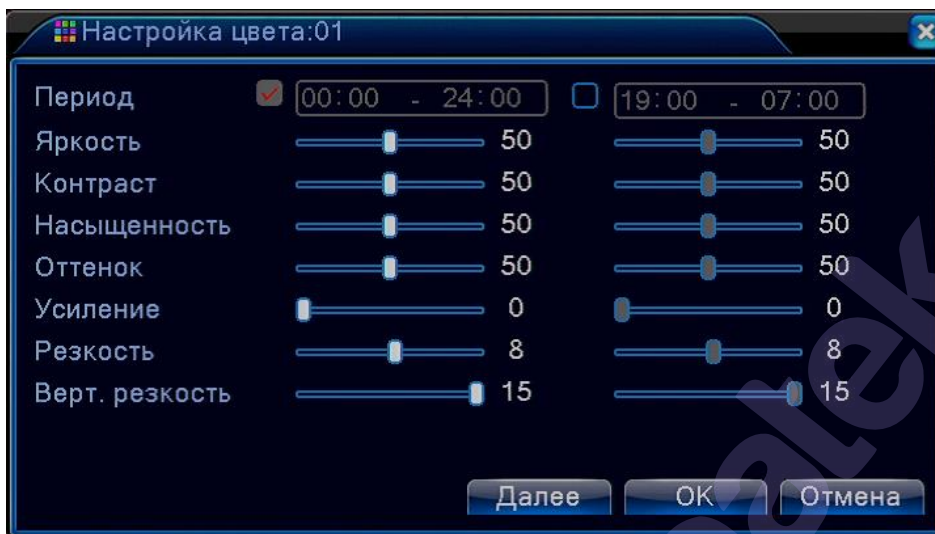 Настройка цвета:01
Период 00:00 - 24:00 19:00 - 07:00
Яркость 50 50
Контраст 50 50
Насыщенность 50 50
Оттенок 50 50
Усиление 0 0
Резкость 8 8
Верт. резкость 15 15
Далее OK Отмена